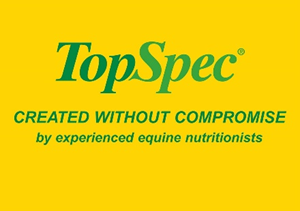 TopSpec®
CREATED WITHOUT COMPROMISE
by experienced equine nutritionists